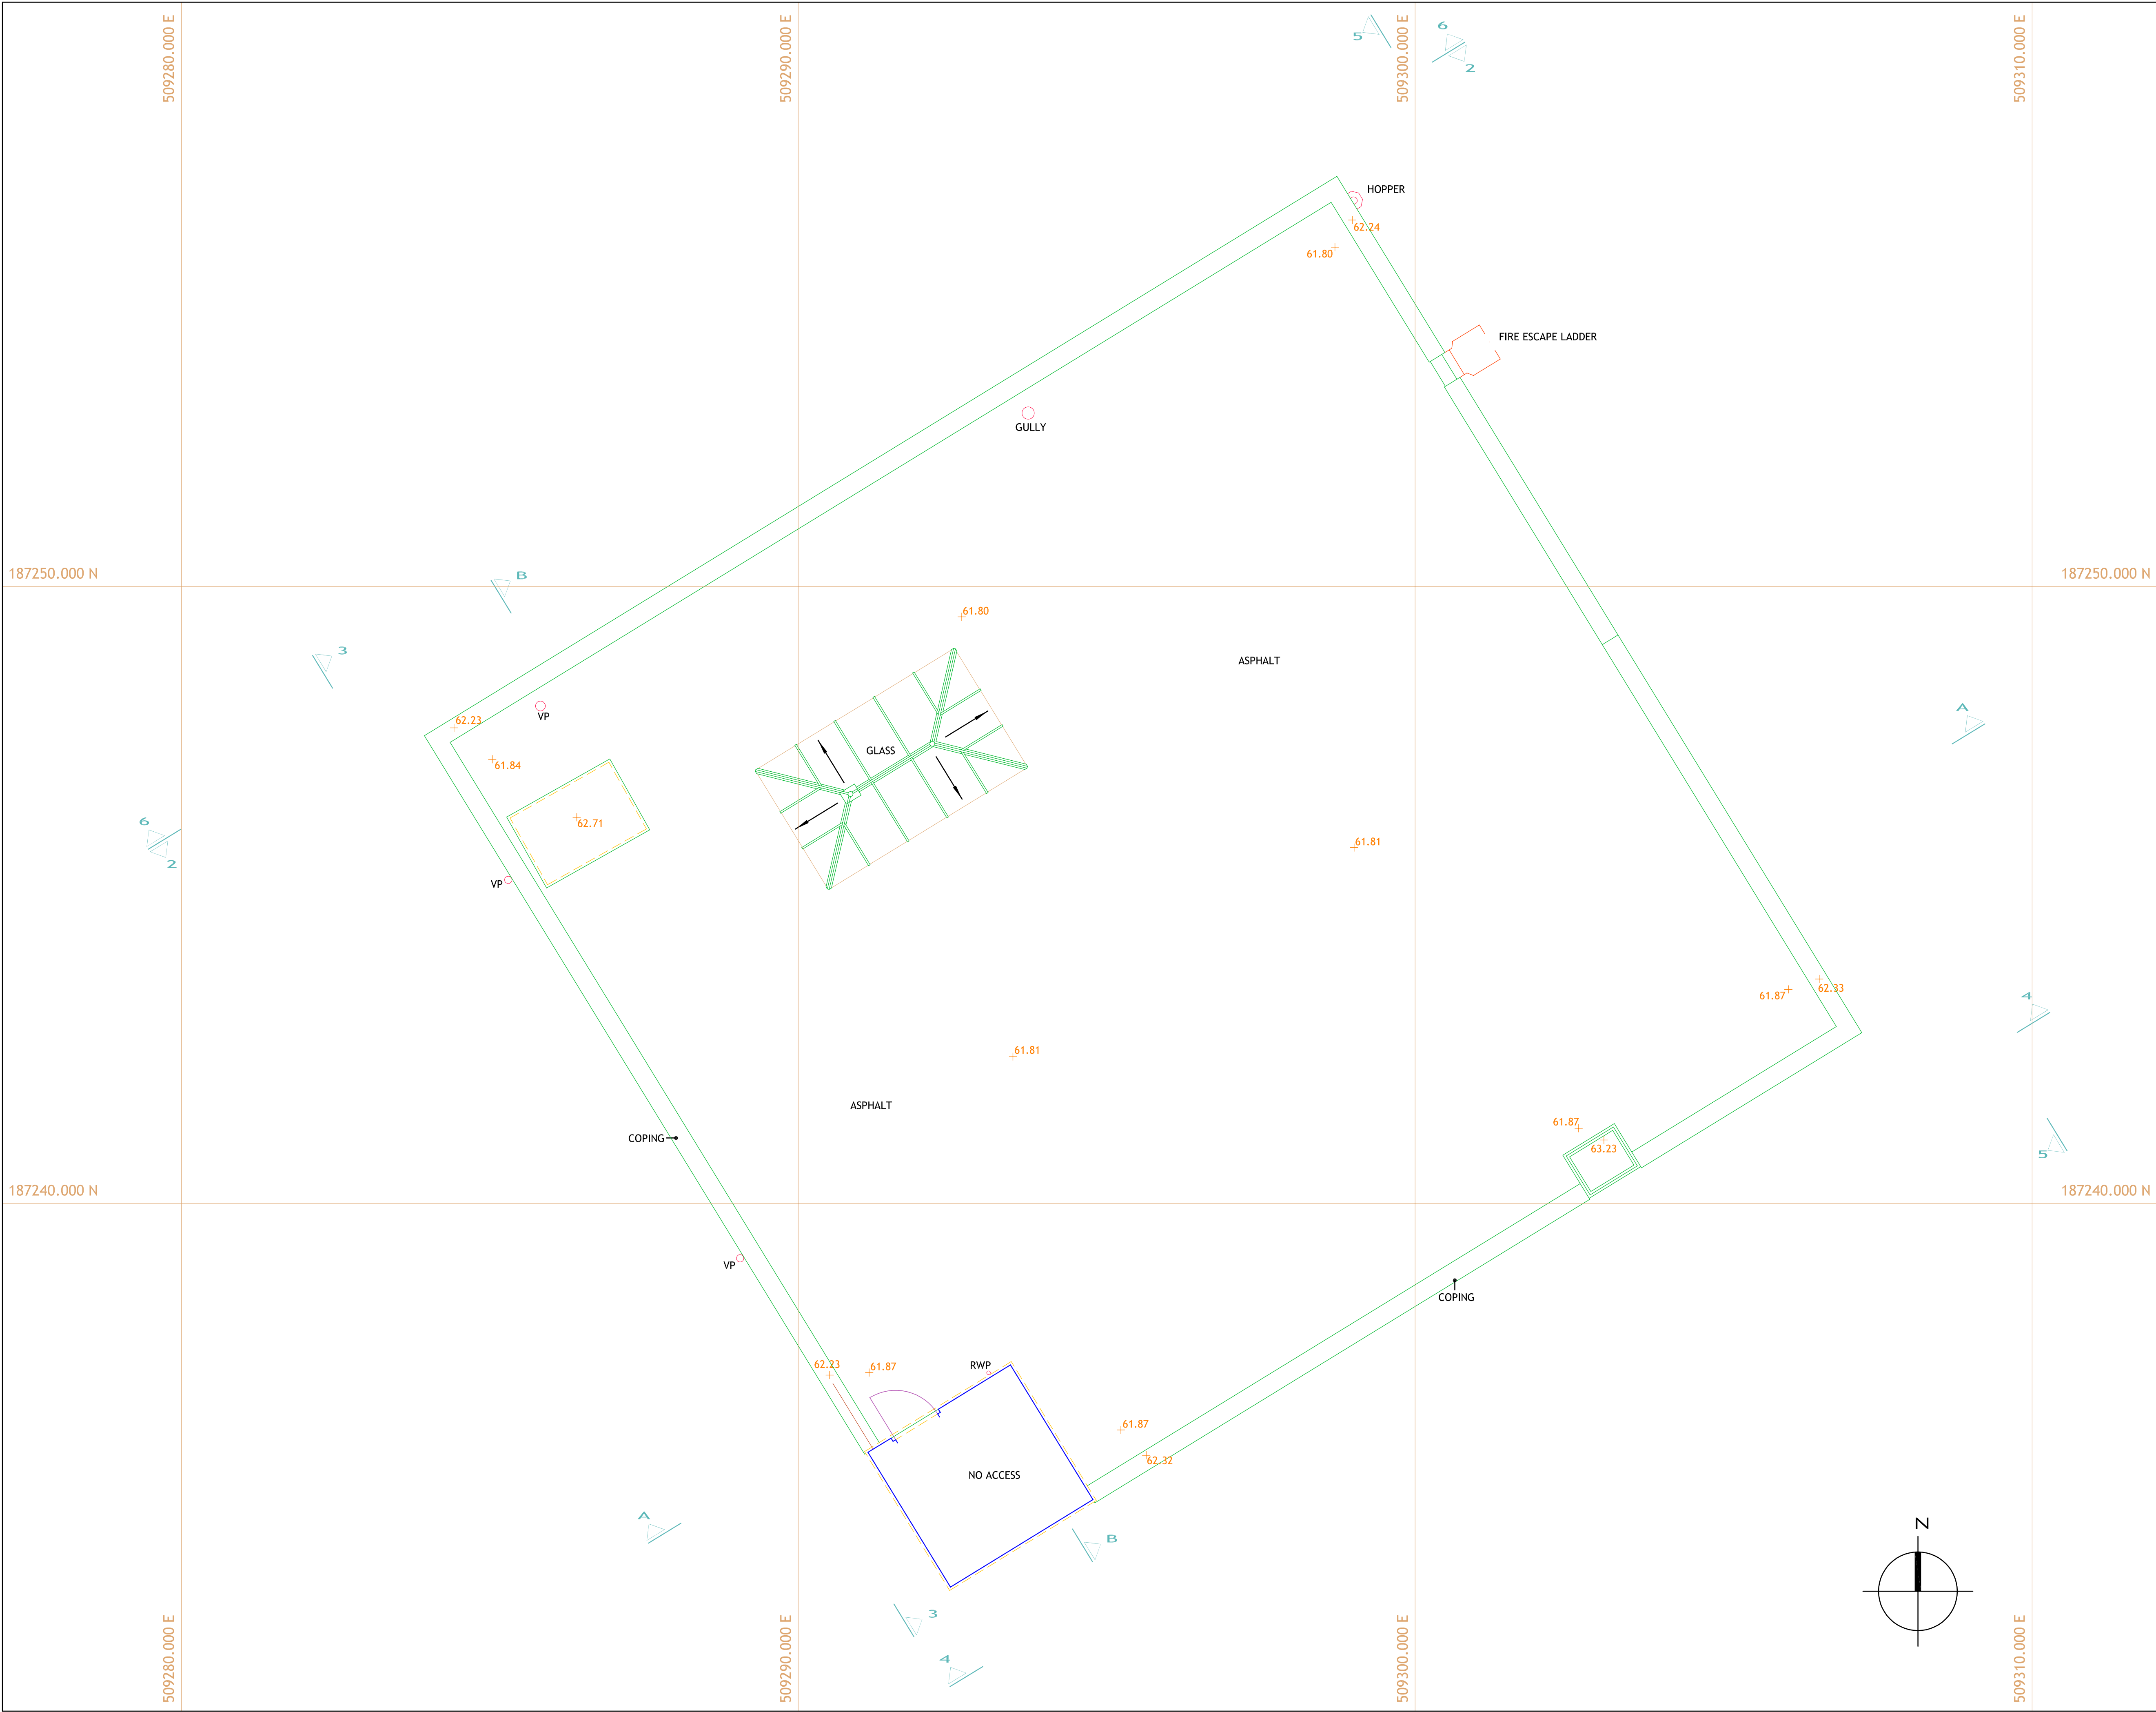 509280.000 E
509290.000 E
509300.000 E
509310.000 E
5
6
2
HOPPER
62.24
61.80
FIRE ESCAPE LADDER
GULLY
187250.000 N
187250.000 N
B
61.80
3
ASPHALT
A
62.23
VP
GLASS
61.84
6
62.71
2
61.81
VP
61.87
62.33
4
61.81
ASPHALT
61.87
COPING
63.23
5
187240.000 N
187240.000 N
VP
COPING
62.23
61.87
RWP
61.87
62.32
NO ACCESS
A
B
N
3
4
509280.000 E
509290.000 E
509300.000 E
509310.000 E